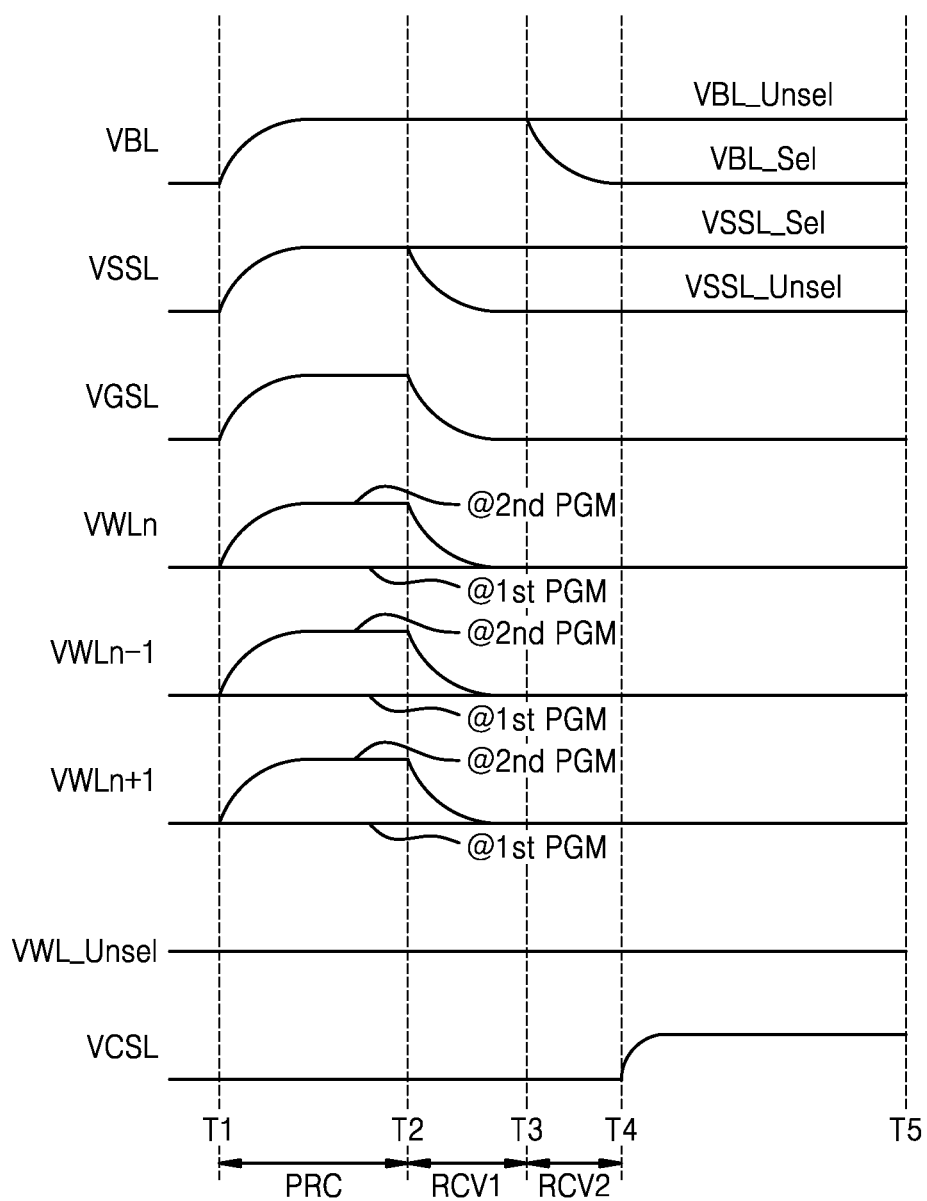 VBL_Unsel
VBL
VBL_Sel
VSSL_Sel
VSSL
VSSL_Unsel
VGSL
@2nd PGM
VWLn
@1st PGM
@2nd PGM
VWLn-1
@1st PGM
@2nd PGM
VWLn+1
@1st PGM
VWL_Unsel
VCSL
T1 T2 T3 T4 T5
PRC RCV1 RCV2